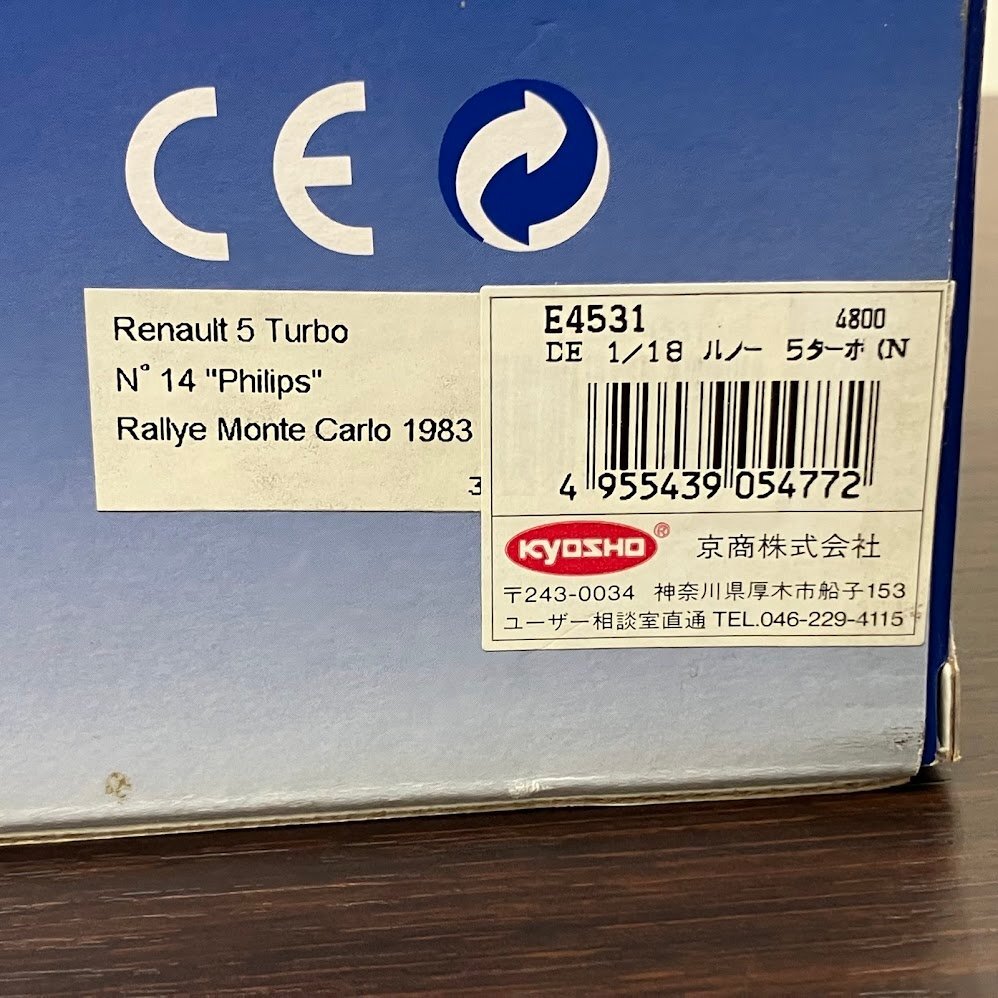 CE
Renault 5 Turbo
N° 14 "Philips"
Rallye Monte Carlo 1983
3
E4531 4800
DE 1/18 ルノー 5ターボ (N
4 955439 054772
KYOSHO® 京商株式会社
〒243-0034 神奈川県厚木市船子153
ユーザー相談室直通 TEL.046-229-4115